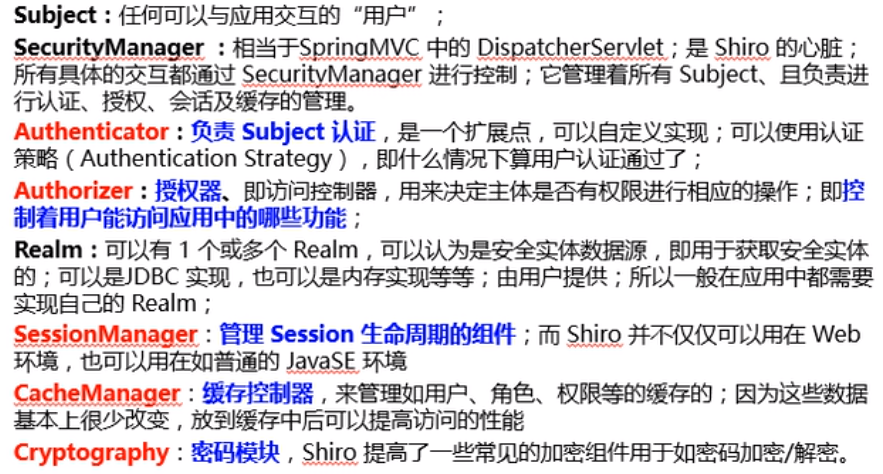 Subject：任何可以与应用交互的“用户”；
SecurityManager ：相当于SpringMVC 中的 DispatcherServlet；是 Shiro 的心脏；
所有具体的交互都通过 SecurityManager 进行控制；它管理着所有 Subject、且负责进
行认证、授权、会话及缓存的管理。
Authenticator：负责 Subject 认证，是一个扩展点，可以自定义实现；可以使用认证
策略（Authentication Strategy），即什么情况下算用户认证通过了；
Authorizer：授权器、即访问控制器，用来决定主体是否有权限进行相应的操作；即控
制着用户能访问应用中的哪些功能；
Realm：可以有 1 个或多个 Realm，可以认为是安全实体数据源，即用于获取安全实体
的；可以是JDBC 实现，也可以是内存实现等等；由用户提供；所以一般在应用中都需要
实现自己的 Realm；
SessionManager：管理 Session 生命周期的组件；而 Shiro 并不仅仅可以用在 Web
环境，也可以用在如普通的 JavaSE 环境
CacheManager：缓存控制器，来管理如用户、角色、权限等的缓存的；因为这些数据
基本上很少改变，放到缓存中后可以提高访问的性能
Cryptography：密码模块，Shiro 提高了一些常见的加密组件用于如密码加密/解密。